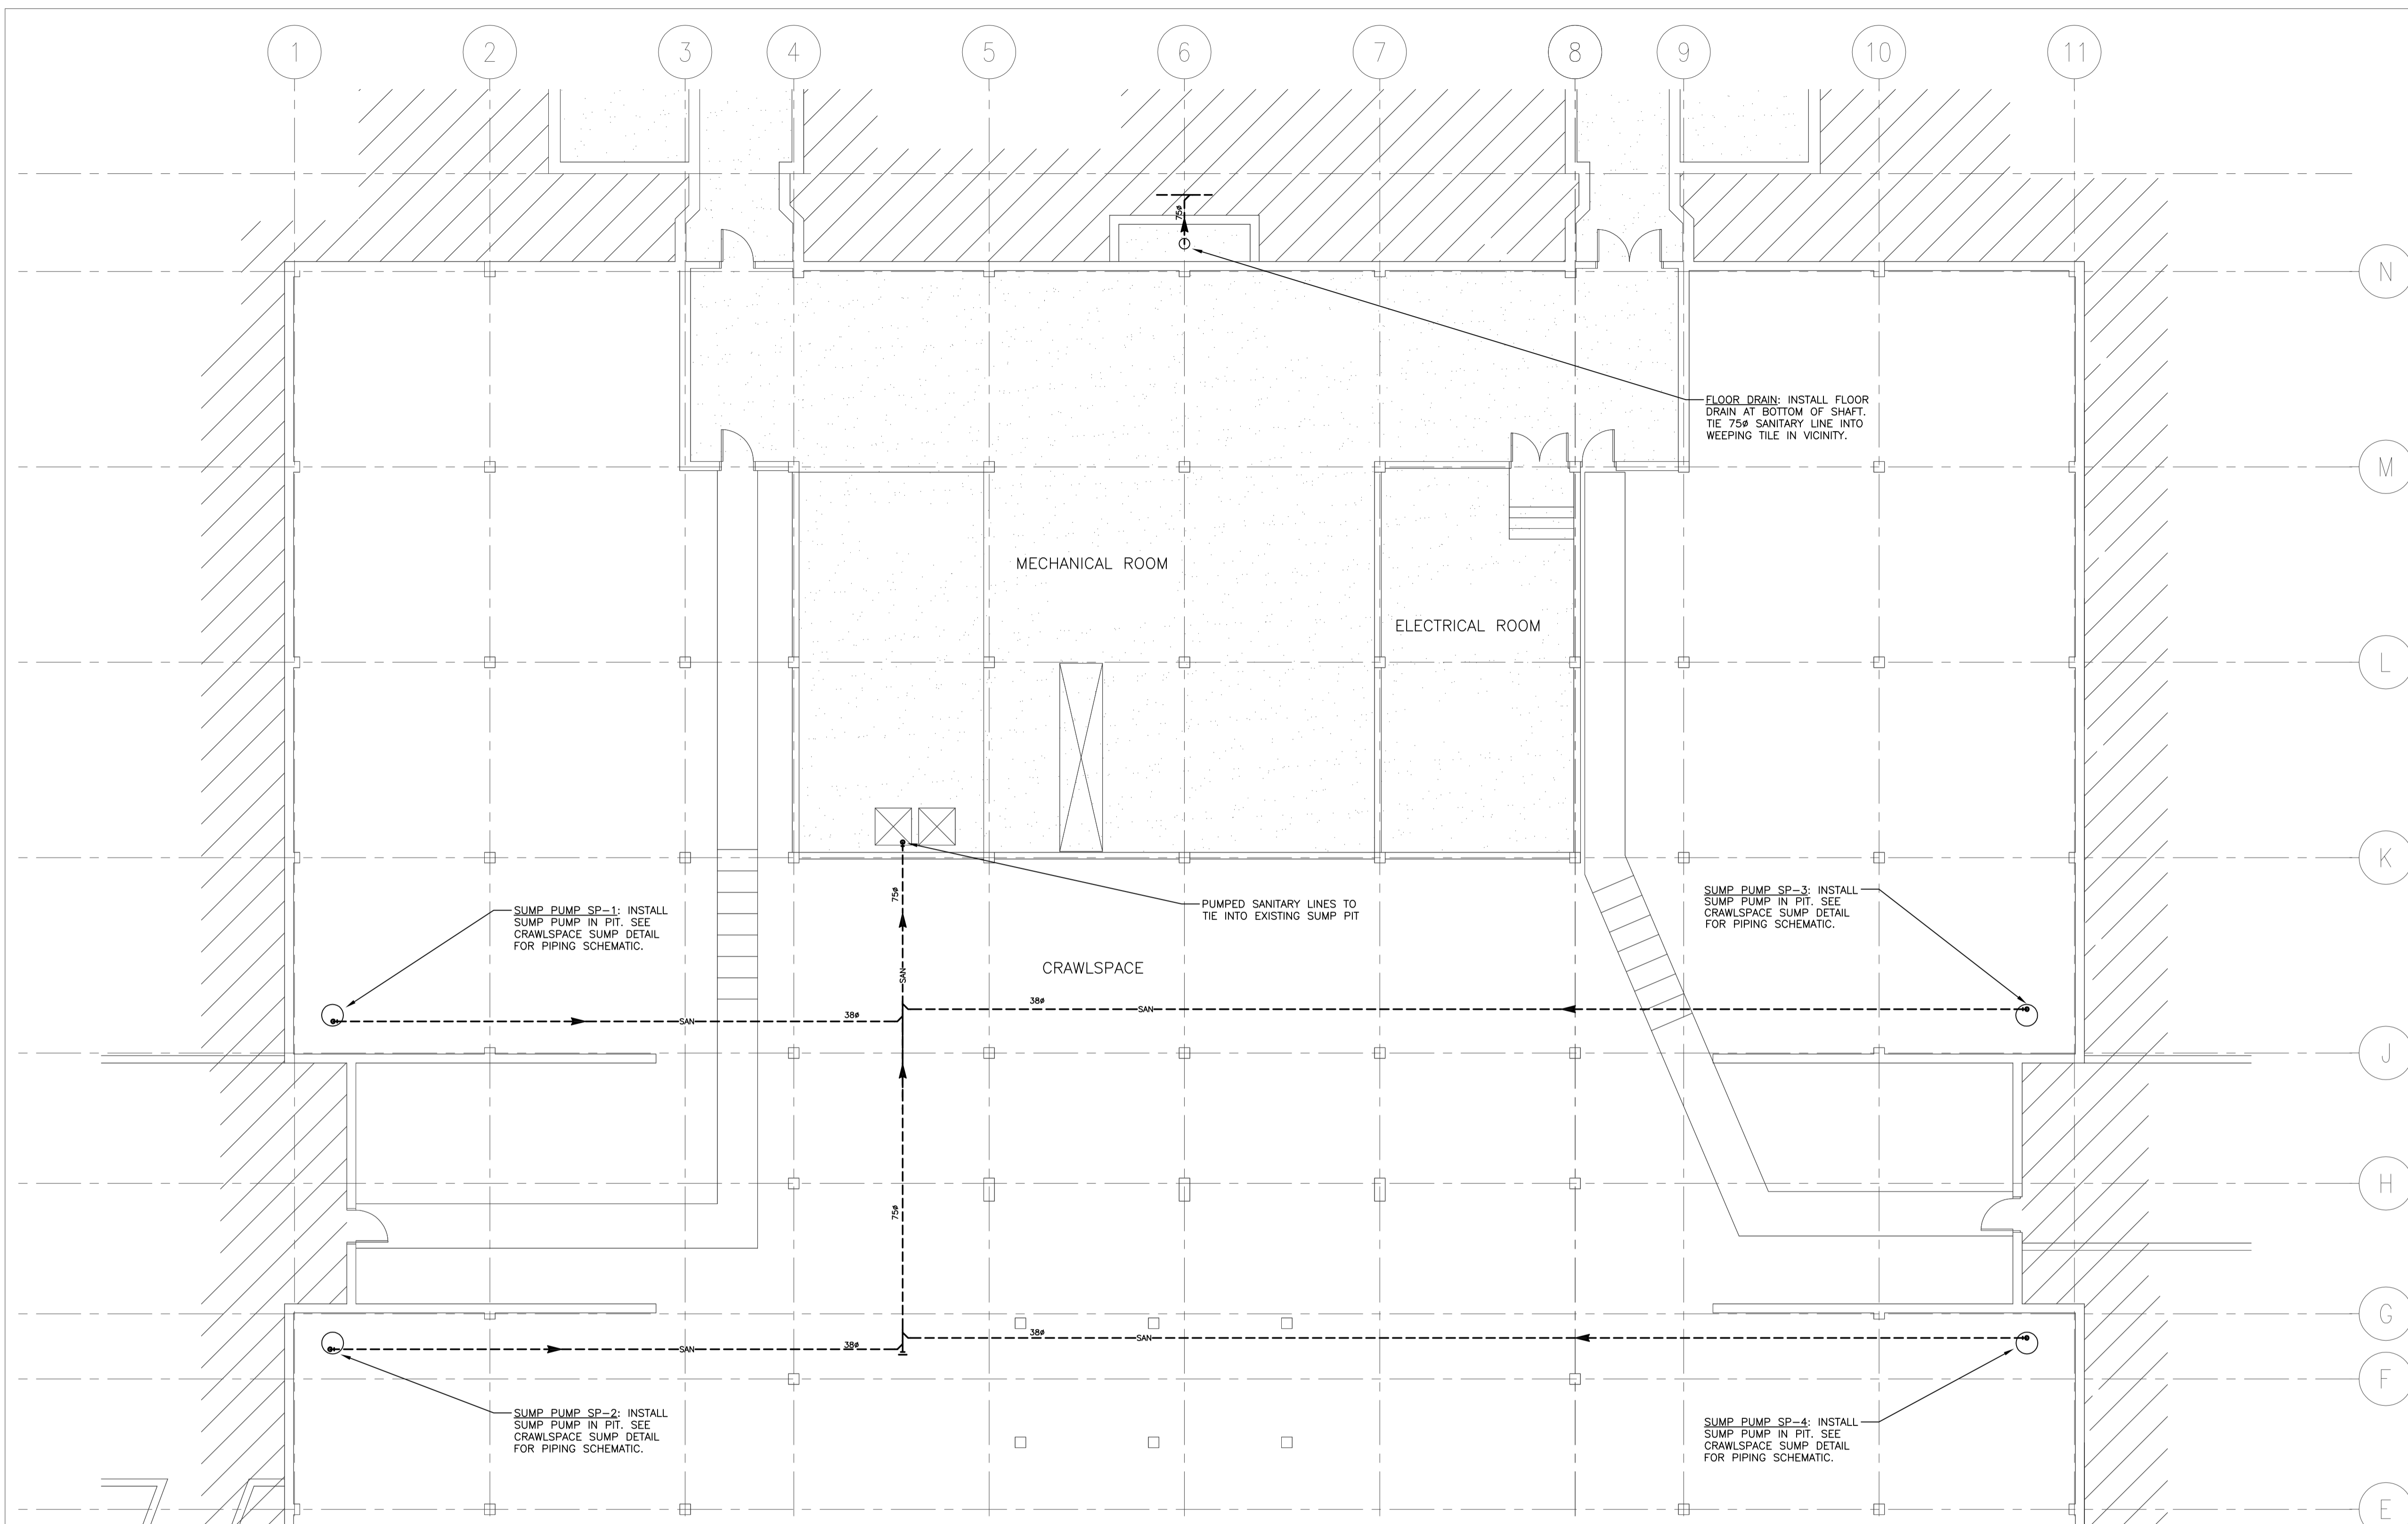 1 2 3 4 5 6 7 8 9 10 11
75ø
N
FLOOR DRAIN: INSTALL FLOOR
DRAIN AT BOTTOM OF SHAFT.
TIE 75ø SANITARY LINE INTO
WEEPING TILE IN VICINITY.
M
MECHANICAL ROOM
ELECTRICAL ROOM
L
K
75ø
SUMP PUMP SP-1: INSTALL
SUMP PUMP IN PIT. SEE
CRAWLSPACE SUMP DETAIL
FOR PIPING SCHEMATIC.
PUMPED SANITARY LINES TO
TIE INTO EXISTING SUMP PIT
SUMP PUMP SP-3: INSTALL
SUMP PUMP IN PIT. SEE
CRAWLSPACE SUMP DETAIL
FOR PIPING SCHEMATIC.
CRAWLSPACE
SAN
38ø
SAN
SAN
38ø
J
H
75ø
G
38ø
SAN
SAN
38ø
F
SUMP PUMP SP-2: INSTALL
SUMP PUMP IN PIT. SEE
CRAWLSPACE SUMP DETAIL
FOR PIPING SCHEMATIC.
SUMP PUMP SP-4: INSTALL
SUMP PUMP IN PIT. SEE
CRAWLSPACE SUMP DETAIL
FOR PIPING SCHEMATIC.
E